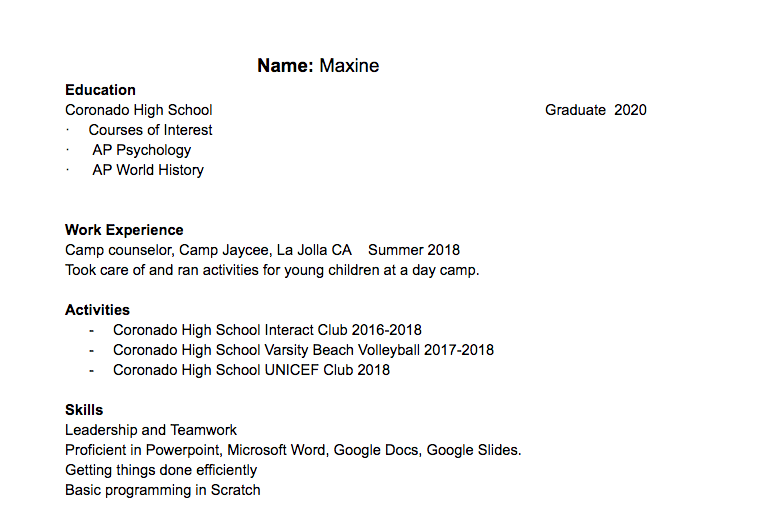 Name: Maxine
Education
Coronado High School Graduate 2020
· Courses of Interest
· AP Psychology
· AP World History
Work Experience
Camp counselor, Camp Jaycee, La Jolla CA Summer 2018
Took care of and ran activities for young children at a day camp.
Activities
- Coronado High School Interact Club 2016-2018
- Coronado High School Varsity Beach Volleyball 2017-2018
- Coronado High School UNICEF Club 2018
Skills
Leadership and Teamwork
Proficient in Powerpoint, Microsoft Word, Google Docs, Google Slides.
Getting things done efficiently
Basic programming in Scratch